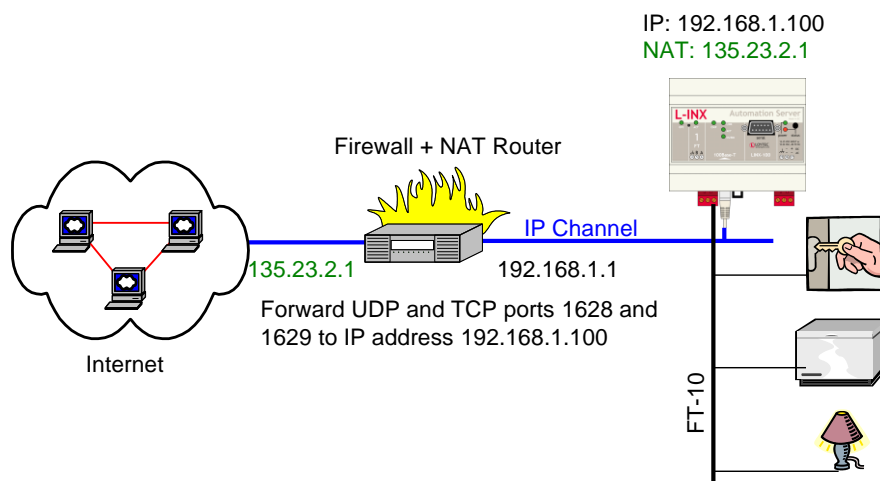 IP: 192.168.1.100
NAT: 135.23.2.1
L-INX Automation Server
Firewall + NAT Router
IP Channel
135.23.2.1
192.168.1.1
Forward UDP and TCP ports 1628 and
1629 to IP address 192.168.1.100
Internet
FT-10